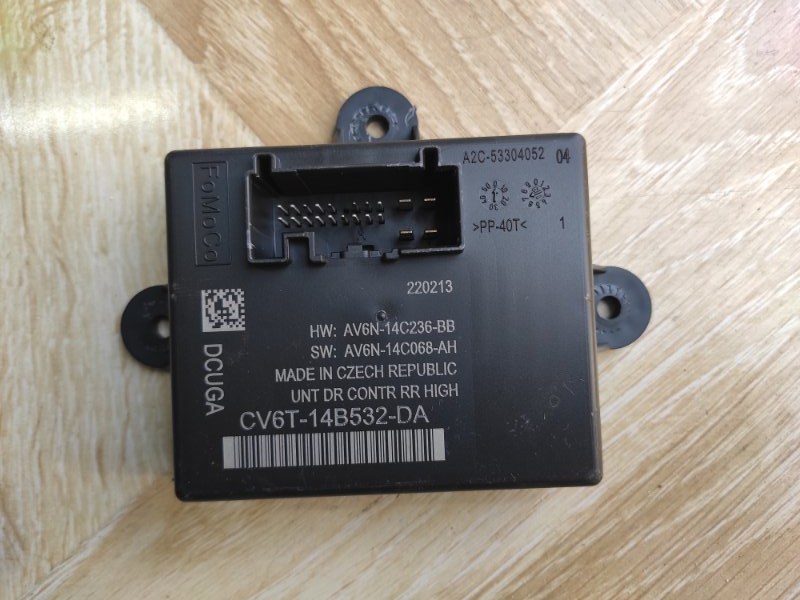 FoMoCo
A2C-53304052 04
>PP-40T< 1
220213
HW: AV6N-14C236-BB
SW: AV6N-14C068-AH
MADE IN CZECH REPUBLIC
UNT DR CONTR RR HIGH
DCUGA
CV6T-14B532-DA